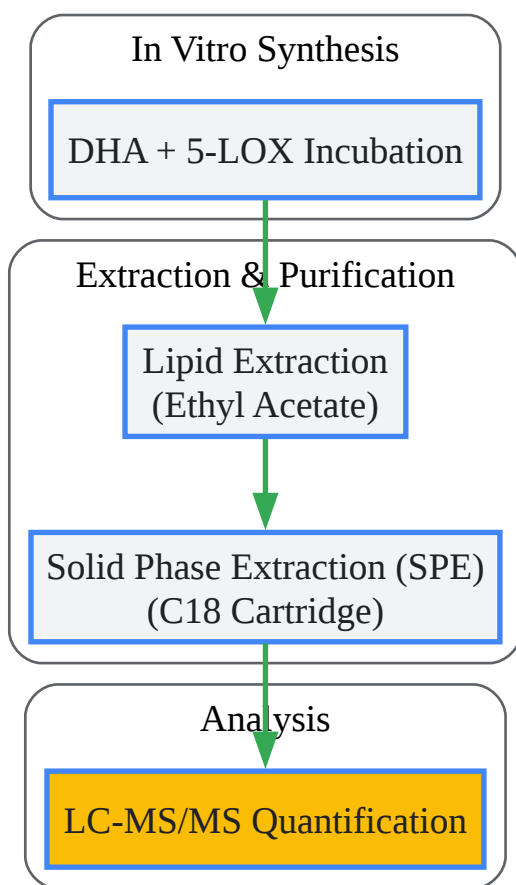 In Vitro Synthesis
DHA + 5-LOX Incubation
Extraction & Purification
Lipid Extraction
(Ethyl Acetate)
Solid Phase Extraction (SPE)
(C18 Cartridge)
Analysis
LC-MS/MS Quantification